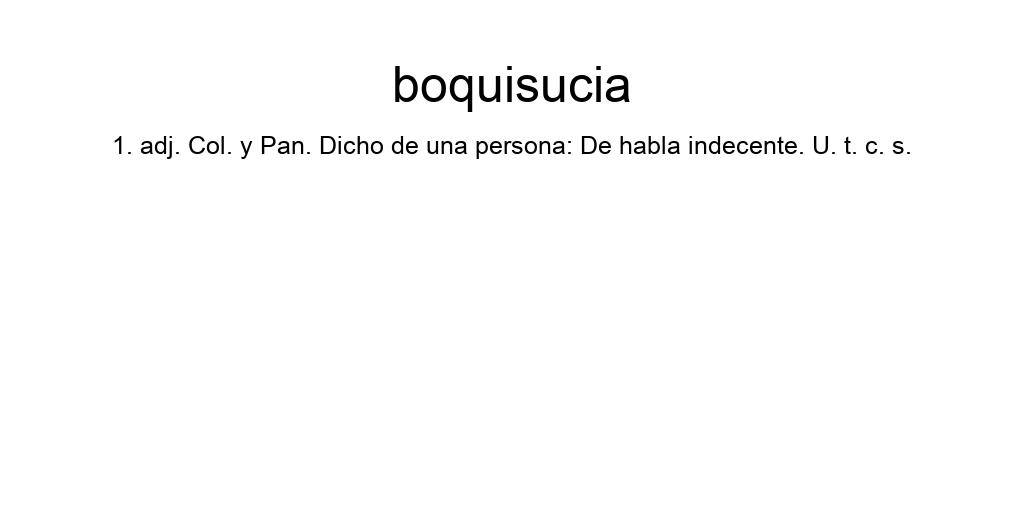 boquisucia
1. adj. Col. y Pan. Dicho de una persona: De habla indecente. U. t. c. s.